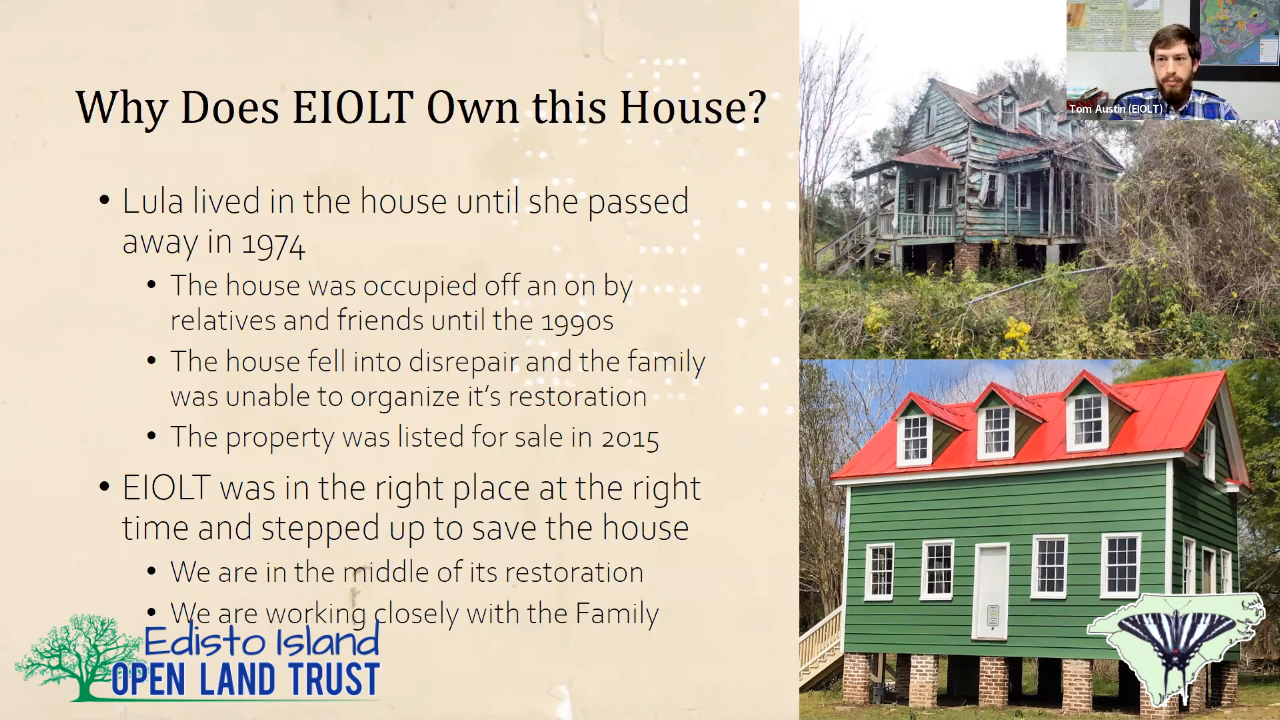 Why Does EIOLT Own this House?
• Lula lived in the house until she passed
away in 1974
• The house was occupied off an on by
relatives and friends until the 1990s
• The house fell into disrepair and the family
was unable to organize it’s restoration
• The property was listed for sale in 2015
• EIOLT was in the right place at the right
time and stepped up to save the house
• We are in the middle of its restoration
• We are working closely with the Family
Edisto Island
OPEN LAND TRUST
Tom Austin (EIOLT)